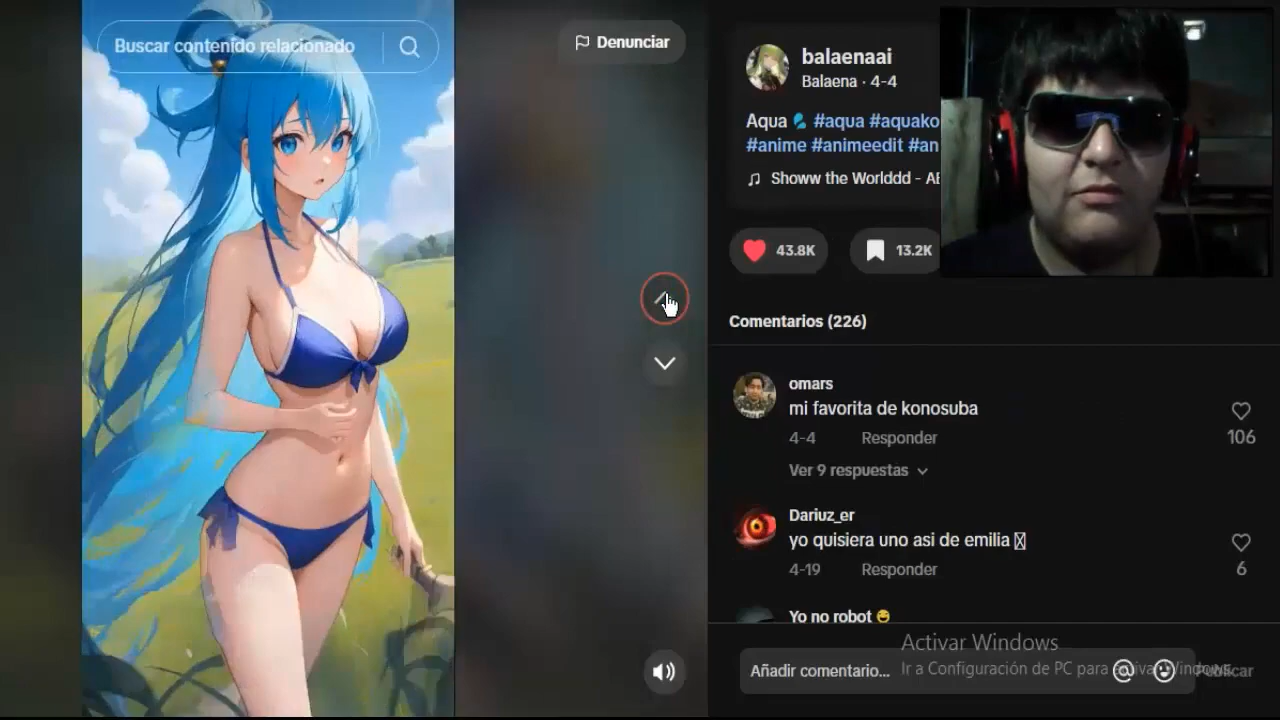 Buscar contenido relacionado
Denunciar
balaenaai
Balaena · 4-4
Aqua #aqua #aquako
#anime #animeedit #an
Showw the Worlddd - AE
43.8K
13.2K
Comentarios (226)
omars
mi favorita de konosuba
106
4-4 Responder
Ver 9 respuestas
Dariuz_er
yo quisiera uno asi de emilia
4-19 Responder
6
Yo no robot 😅
Activar Windows
Ir a Configuración de PC para activar Windows.
Añadir comentario...
Publicar